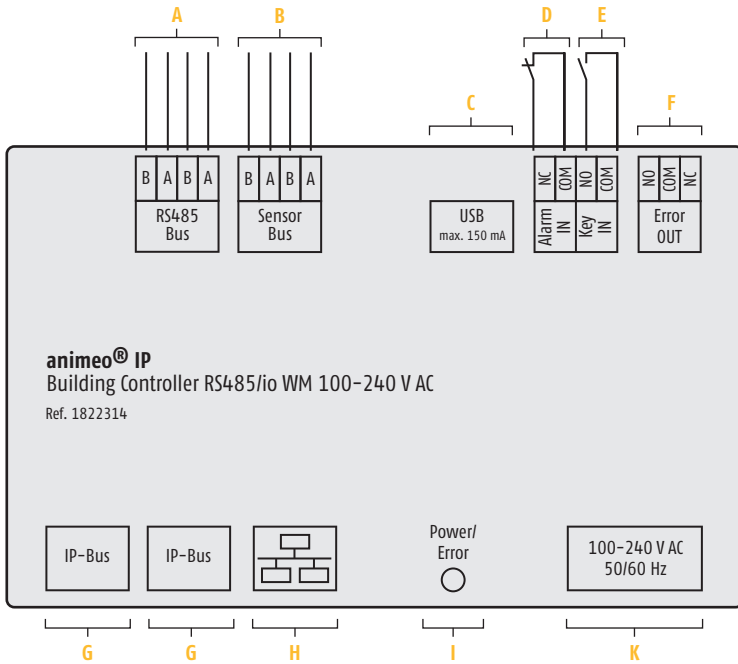 A B D E
C F
B A B A B A B A NC COM NO COM NO COM NC
RS485
Bus
Sensor
Bus
USB
max. 150 mA
Alarm
IN
Key
IN
Error
OUT
animeo® IP
Building Controller RS485/io WM 100-240 V AC
Ref. 1822314
IP-Bus
IP-Bus
Power/
Error
100-240 V AC
50/60 Hz
G G H I K